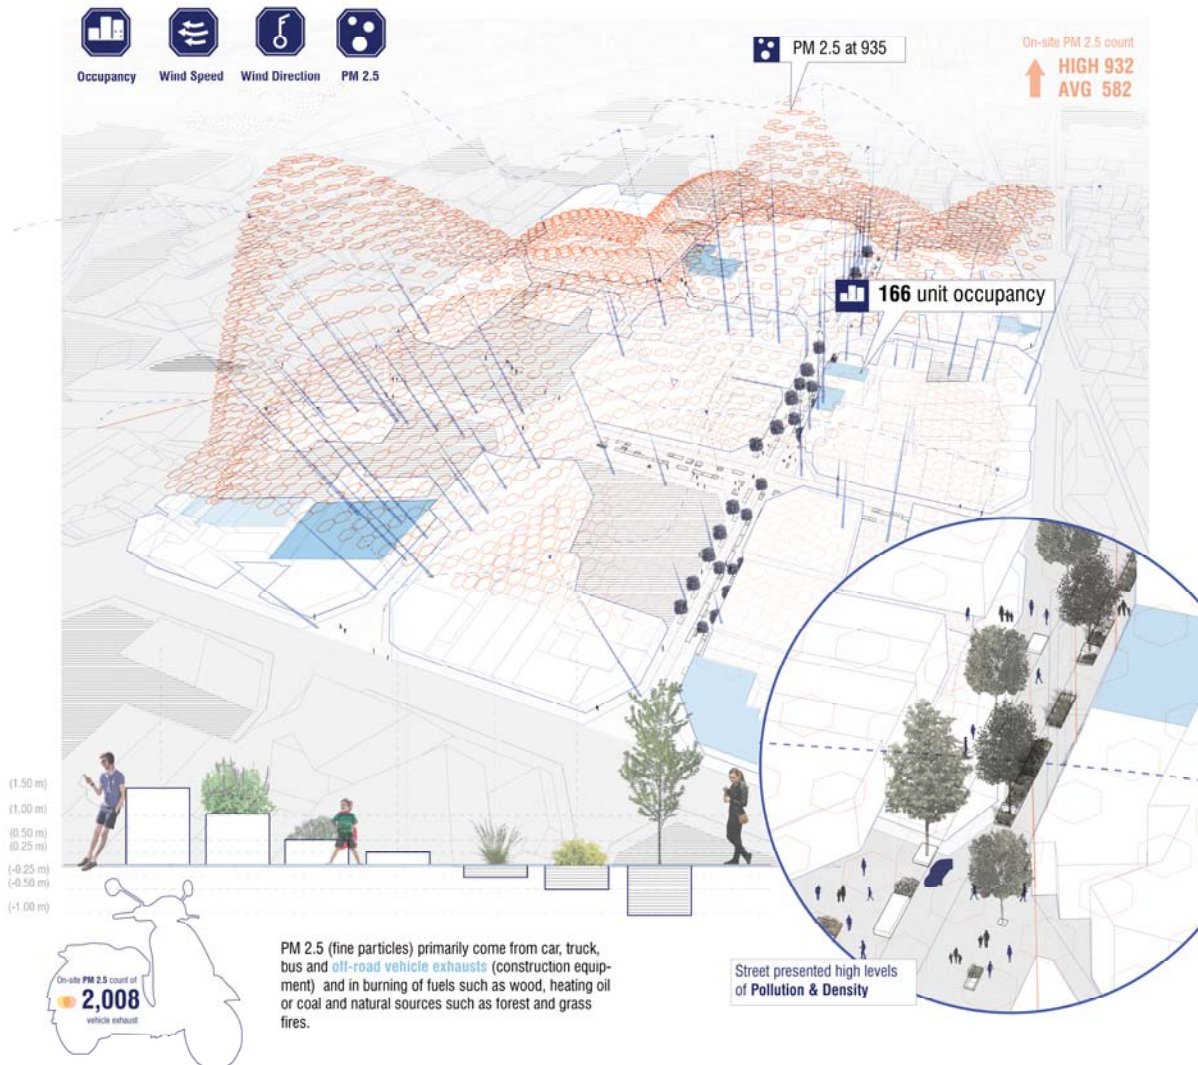 Occupancy
Wind Speed
Wind Direction
PM 2.5
PM 2.5 at 935
On-site PM 2.5 count
HIGH 932
AVG 582
166 unit occupancy
(1.50 m)
(1.00 m)
(0.50 m)
(0.25 m)
(-0.25 m)
(-0.50 m)
(-1.00 m)
On-site PM 2.5 count of
2,008
vehicle exhaust
PM 2.5 (fine particles) primarily come from car, truck,
bus and off-road vehicle exhausts (construction equip-
ment) and in burning of fuels such as wood, heating oil
or coal and natural sources such as forest and grass
fires.
Street presented high levels
of Pollution & Density